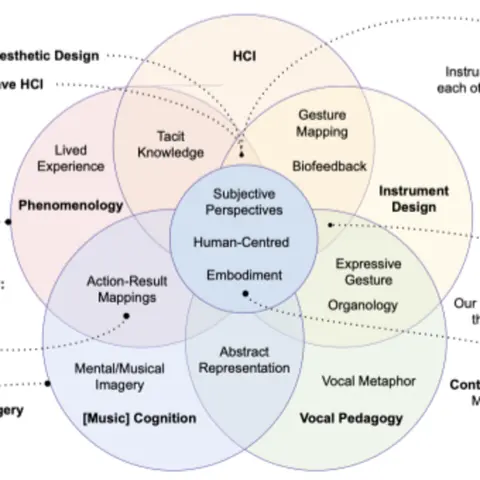 HCI
esthetic Design
ve HCI
Instrum
each of
Gesture
Mapping
Tacit
Knowledge
Biofeedback
Lived
Experience
Phenomenology
Instrument
Design
Subjective
Perspectives
Human-Centred
Embodiment
Expressive
Gesture
Organology
Action-Result
Mappings
Our
th
Abstract
Representation
Mental/Musical
Imagery
Vocal Metaphor
Cont
M
gery
[Music] Cognition
Vocal Pedagogy